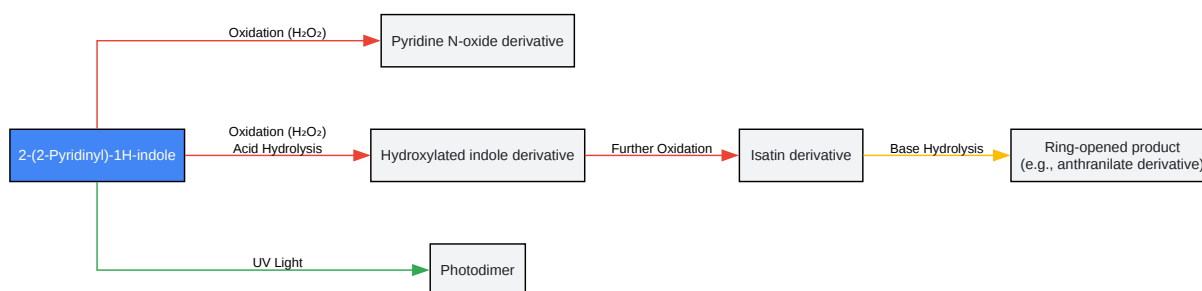 Oxidation (H₂O₂)
Pyridine N-oxide derivative
2-(2-Pyridinyl)-1H-indole
Oxidation (H₂O₂)
Acid Hydrolysis
Hydroxylated indole derivative
Further Oxidation
Isatin derivative
Base Hydrolysis
Ring-opened product
(e.g., anthranilate derivative)
UV Light
Photodimer